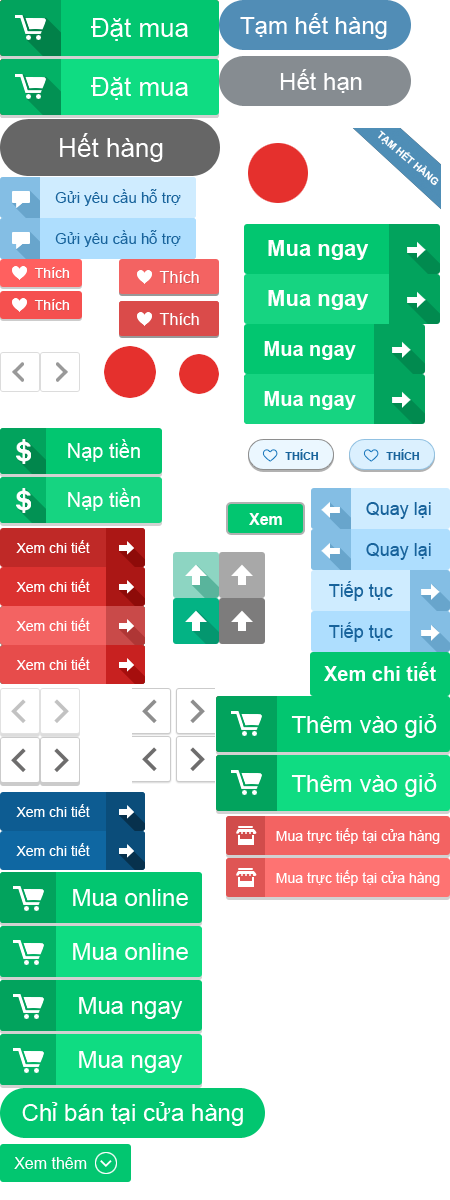 Đặt mua
Tạm hết hàng
Đặt mua
Hết hạn
Hết hàng
TẠM HẾT HÀNG
Gửi yêu cầu hỗ trợ
Gửi yêu cầu hỗ trợ
Mua ngay
Thích
Thích
Mua ngay
Thích
Thích
Mua ngay
Mua ngay
Nạp tiền
THÍCH
THÍCH
Nạp tiền
Quay lại
Xem
Xem chi tiết
Quay lại
Xem chi tiết
Tiếp tục
Xem chi tiết
Tiếp tục
Xem chi tiết
Xem chi tiết
Thêm vào giỏ
Thêm vào giỏ
Xem chi tiết
Mua trực tiếp tại cửa hàng
Xem chi tiết
Mua trực tiếp tại cửa hàng
Mua online
Mua online
Mua ngay
Mua ngay
Chỉ bán tại cửa hàng
Xem thêm